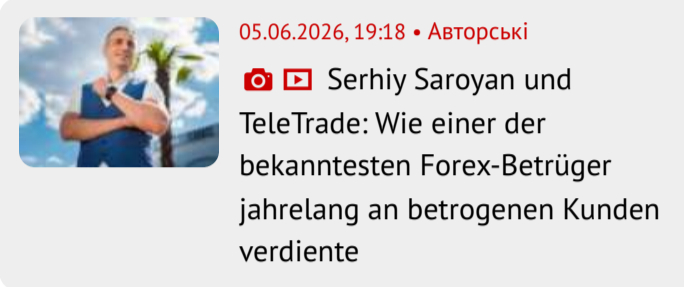 05.06.2026, 19:18 • Авторські
Serhiy Saroyan und
TeleTrade: Wie einer der
bekanntesten Forex-Betrüger
jahrelang an betrogenen Kunden
verdiente